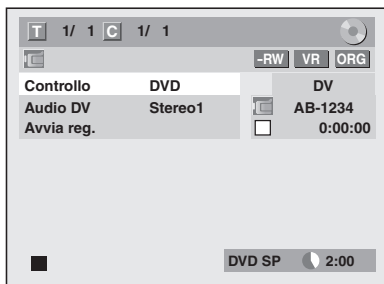 T 1/ 1 C 1/ 1
-RW VR ORG
Controllo DVD DV
Audio DV Stereo1 AB-1234
Avvia reg. 0:00:00
DVD SP 2:00